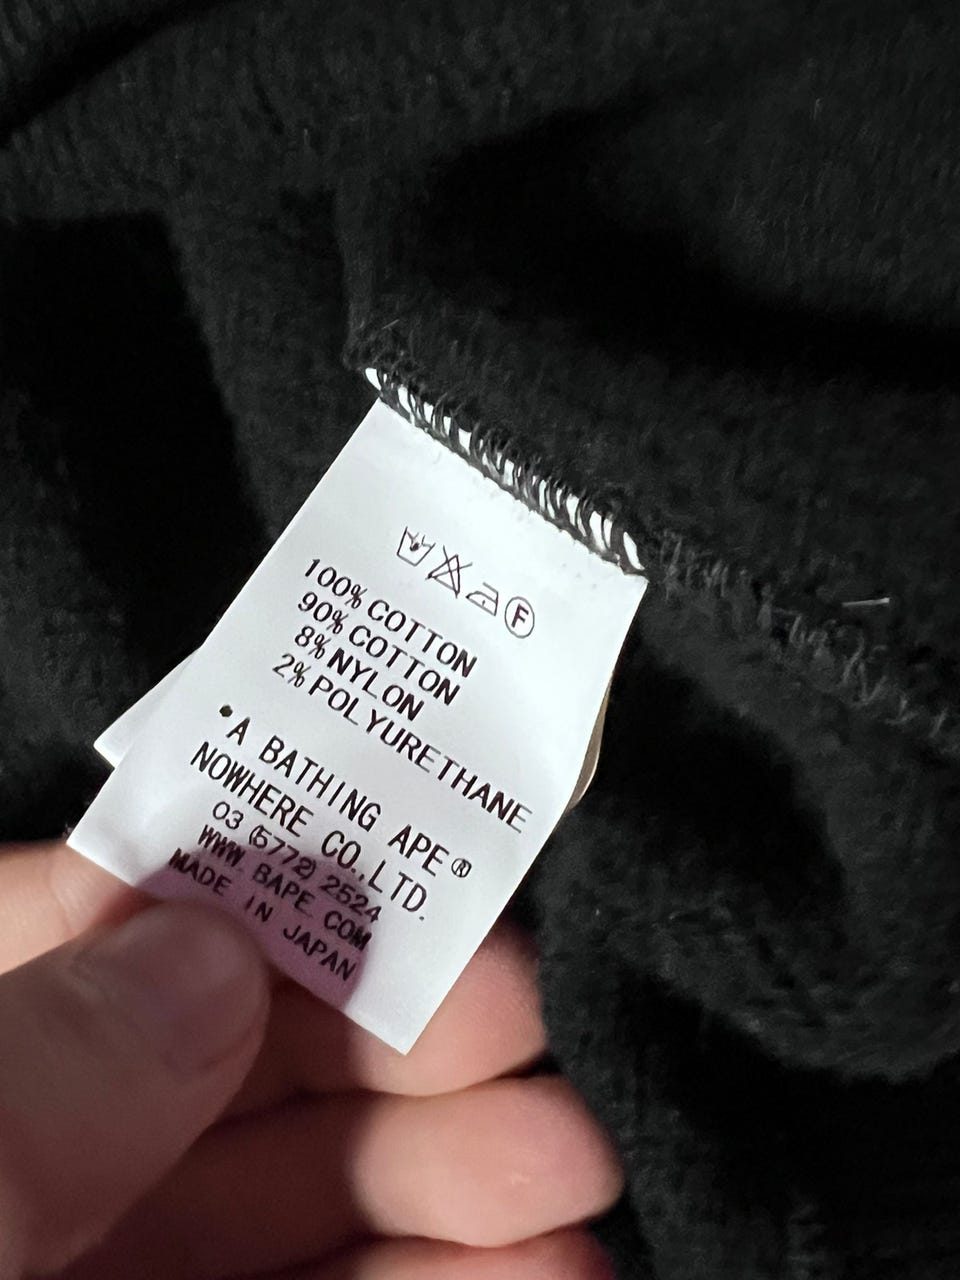 F
100% COTTON
90% COTTON
8% NYLON
2% POLYURETHANE
•A BATHING APE®
NOWHERE CO.,LTD.
03 (5772) 2524
WWW. BAPE. COM
MADE IN JAPAN